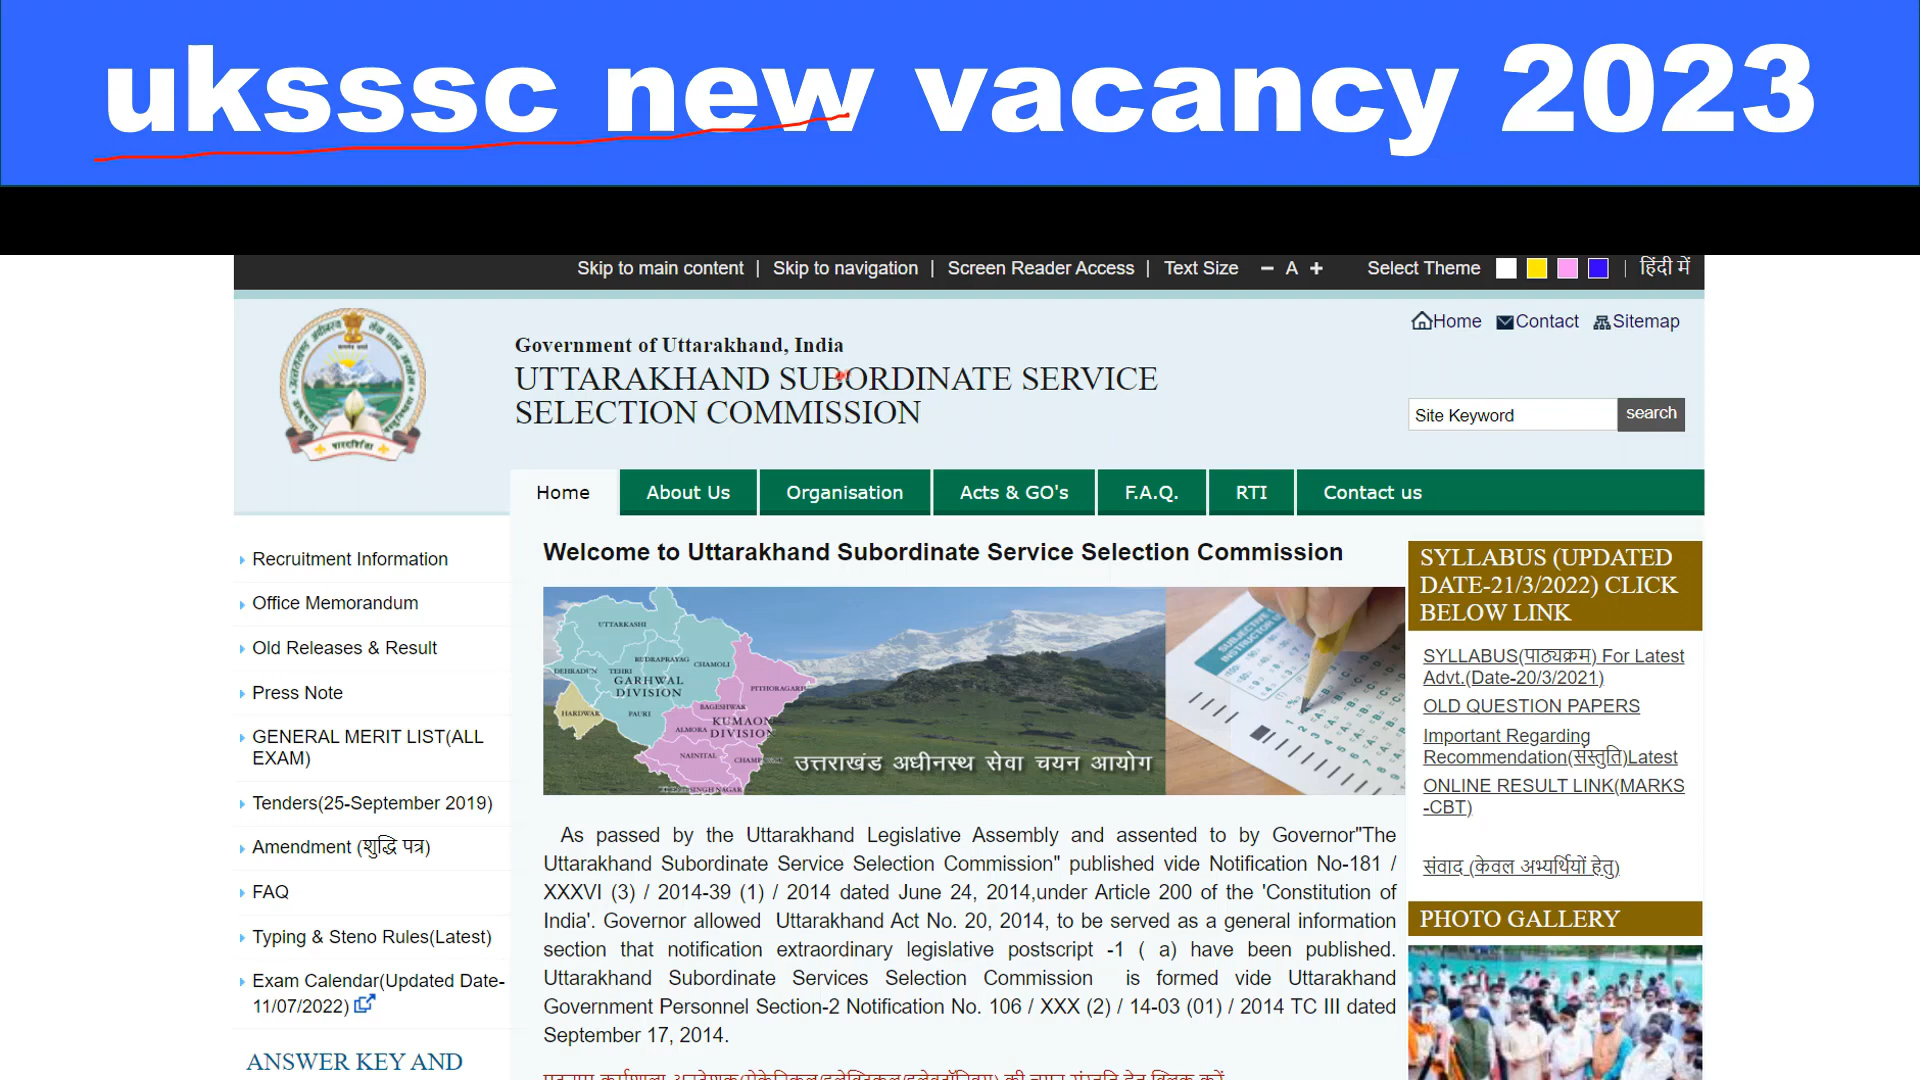 uksssc new vacancy 2023
Skip to main content | Skip to navigation | Screen Reader Access | Text Size − A + Select Theme | हिंदी में
Home Contact Sitemap
Government of Uttarakhand, India
UTTARAKHAND SUBORDINATE SERVICE
SELECTION COMMISSION
पारदर्शिता
Site Keyword search
Home About Us Organisation Acts & GO's F.A.Q. RTI Contact us
Recruitment Information
Office Memorandum
Old Releases & Result
Press Note
GENERAL MERIT LIST(ALL
EXAM)
Tenders(25-September 2019)
Amendment (शुद्धि पत्र)
FAQ
Typing & Steno Rules(Latest)
Exam Calendar(Updated Date-
11/07/2022)
ANSWER KEY AND
Welcome to Uttarakhand Subordinate Service Selection Commission
UTTARKASHI
RUDRAPRAYAG
CHAMOLI
DEHRADUN
TEHRI
GARHWAL
DIVISION
PITHORAGARH
HARDWAR
PAURI
BAGESHWAR
ALMORA
KUMAON
DIVISION
NAINITAL
उत्तराखंड अधीनस्थ सेवा चयन आयोग
As passed by the Uttarakhand Legislative Assembly and assented to by Governor"The
Uttarakhand Subordinate Service Selection Commission" published vide Notification No-181 /
XXXVI (3) / 2014-39 (1) / 2014 dated June 24, 2014,under Article 200 of the 'Constitution of
India'. Governor allowed Uttarakhand Act No. 20, 2014, to be served as a general information
section that notification extraordinary legislative postscript -1 ( a) have been published.
Uttarakhand Subordinate Services Selection Commission is formed vide Uttarakhand
Government Personnel Section-2 Notification No. 106 / XXX (2) / 14-03 (01) / 2014 TC III dated
September 17, 2014.
SYLLABUS (UPDATED
DATE-21/3/2022) CLICK
BELOW LINK
SYLLABUS(पाठ्यक्रम) For Latest
Advt.(Date-20/3/2021)
OLD QUESTION PAPERS
Important Regarding
Recommendation(संस्तुति)Latest
ONLINE RESULT LINK(MARKS
-CBT)
संवाद (केवल अभ्यर्थियों हेतु)
PHOTO GALLERY